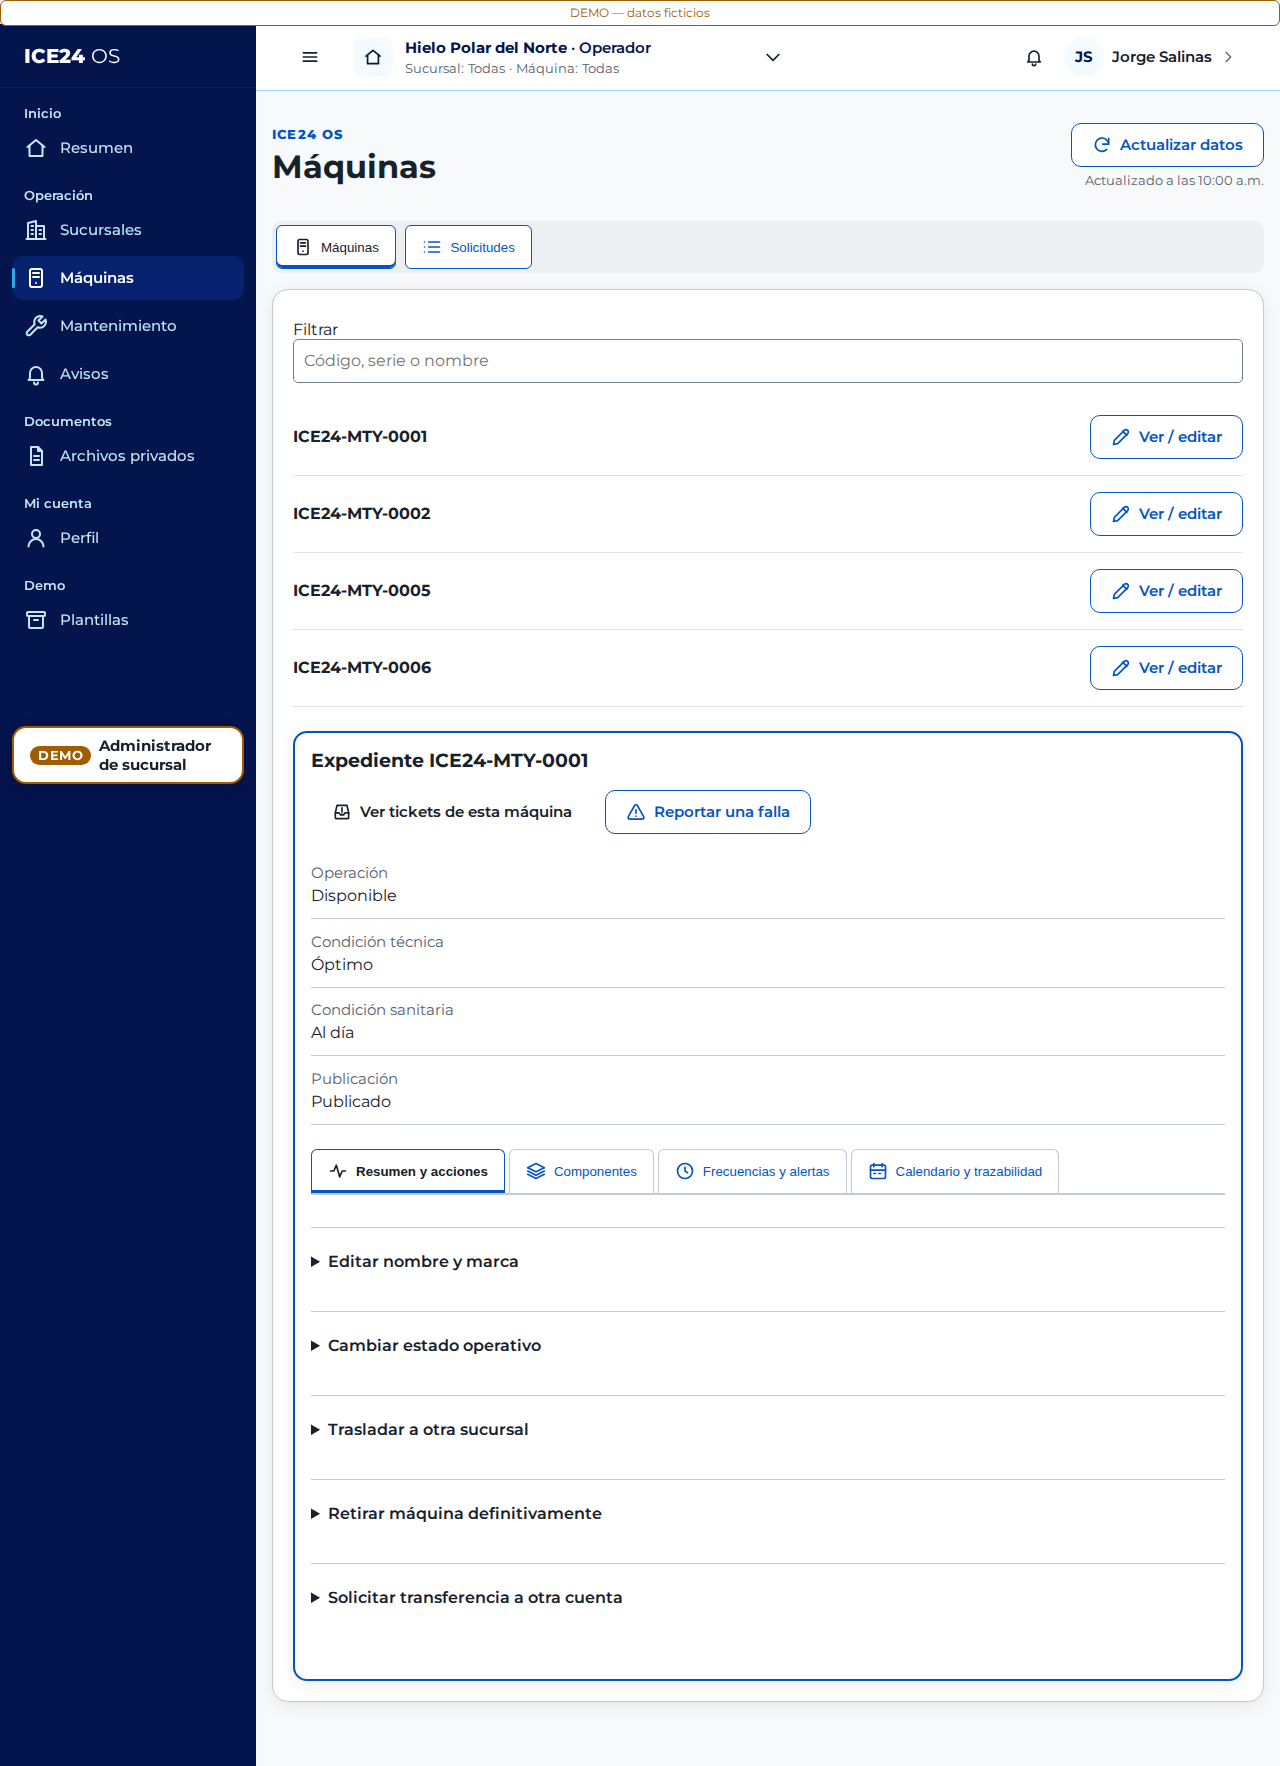 DEMO — datos ficticios
ICE24 OS
Hielo Polar del Norte · Operador
Sucursal: Todas · Máquina: Todas
JS
Jorge Salinas
Inicio
Resumen
Operación
Sucursales
Máquinas
Mantenimiento
Avisos
Documentos
Archivos privados
Mi cuenta
Perfil
Demo
Plantillas
DEMO
Administrador
de sucursal
ICE24 OS
Máquinas
Actualizar datos
Actualizado a las 10:00 a.m.
Máquinas
Solicitudes
Filtrar
Código, serie o nombre
ICE24-MTY-0001
Ver / editar
ICE24-MTY-0002
Ver / editar
ICE24-MTY-0005
Ver / editar
ICE24-MTY-0006
Ver / editar
Expediente ICE24-MTY-0001
Ver tickets de esta máquina
Reportar una falla
Operación
Disponible
Condición técnica
Óptimo
Condición sanitaria
Al día
Publicación
Publicado
Resumen y acciones
Componentes
Frecuencias y alertas
Calendario y trazabilidad
Editar nombre y marca
Cambiar estado operativo
Trasladar a otra sucursal
Retirar máquina definitivamente
Solicitar transferencia a otra cuenta